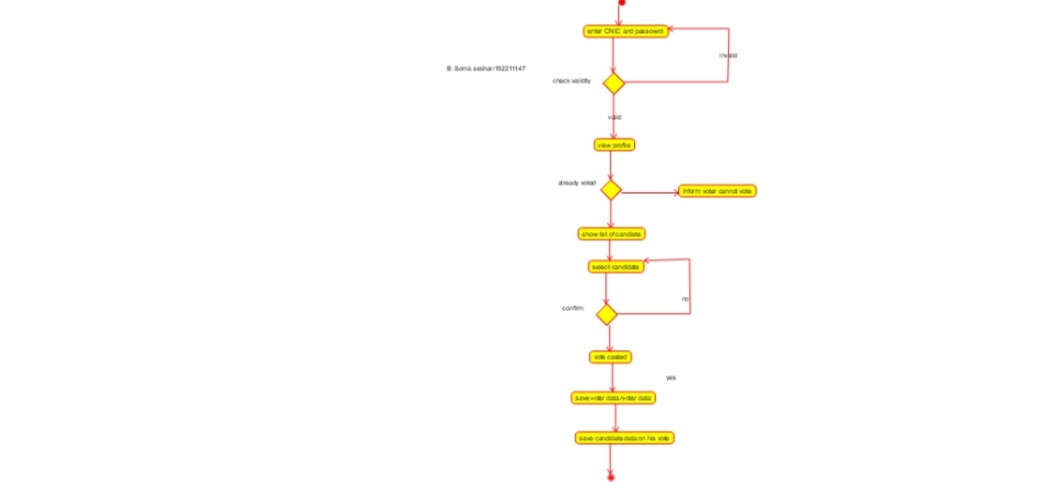 enter CNIC and passowrd
invalid
B .Soma sekhar/192211147
check validity
valid
view profile
already voted
inform voter cannot vote
show list of candiate
select candidate
no
confirm
vote casted
yes
save voter data/voter data
save candidate data on his vote